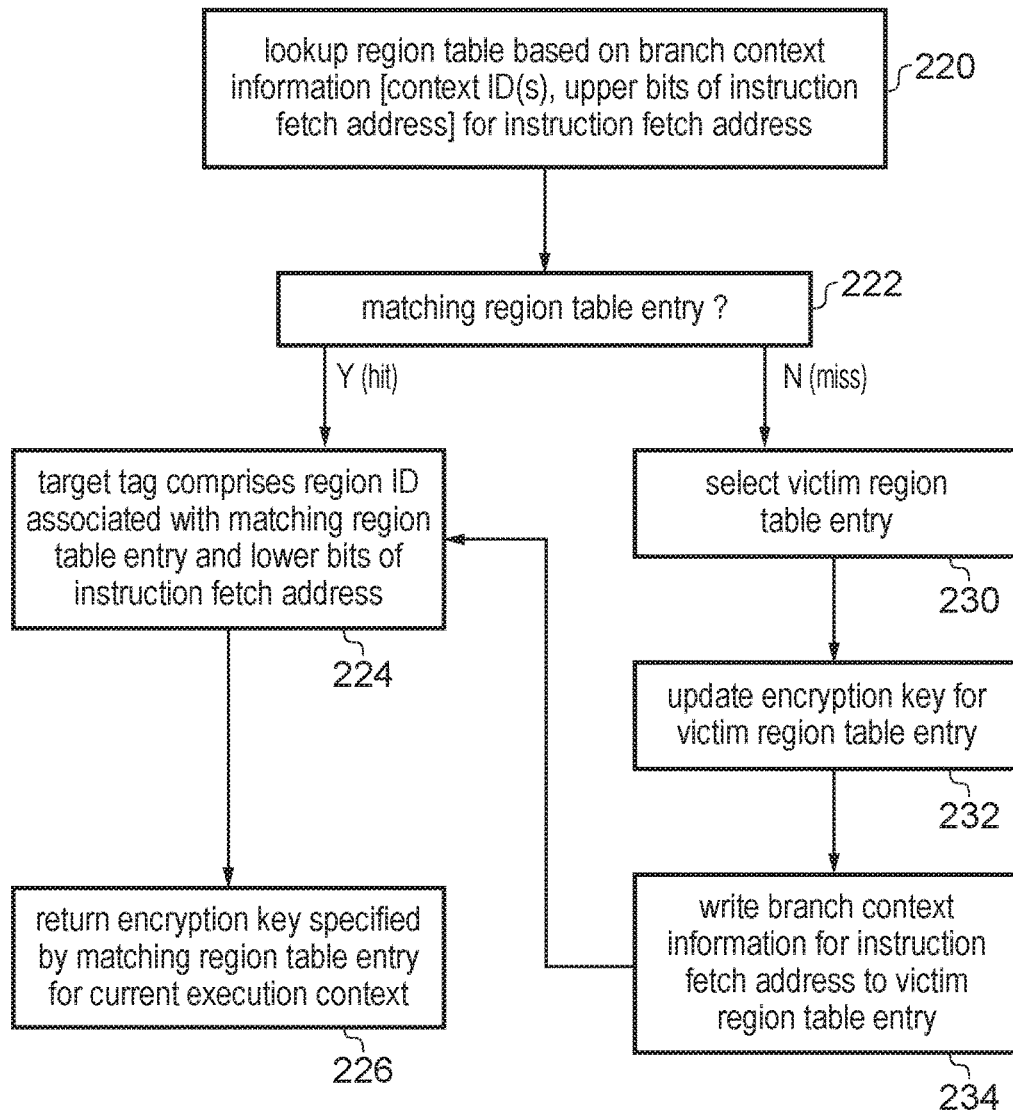 lookup region table based on branch context
information [context ID(s), upper bits of instruction
fetch address] for instruction fetch address
220
matching region table entry ?
222
Y (hit)
N (miss)
target tag comprises region ID
associated with matching region
table entry and lower bits of
instruction fetch address
224
select victim region
table entry
230
update encryption key for
victim region table entry
232
return encryption key specified
by matching region table entry
for current execution context
226
write branch context
information for instruction
fetch address to victim
region table entry
234